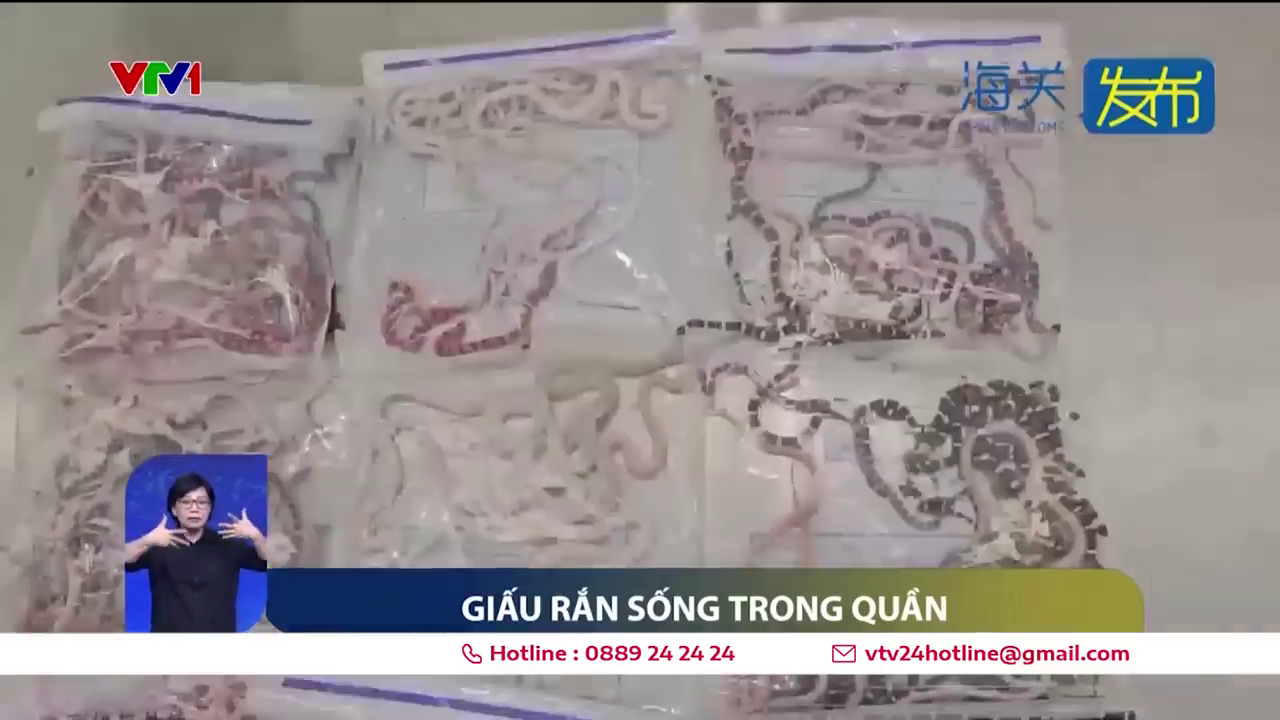 VTV1
海关
发布
GIẤU RẮN SỐNG TRONG QUẦN
Hotline : 0889 24 24 24
vtv24hotline@gmail.com